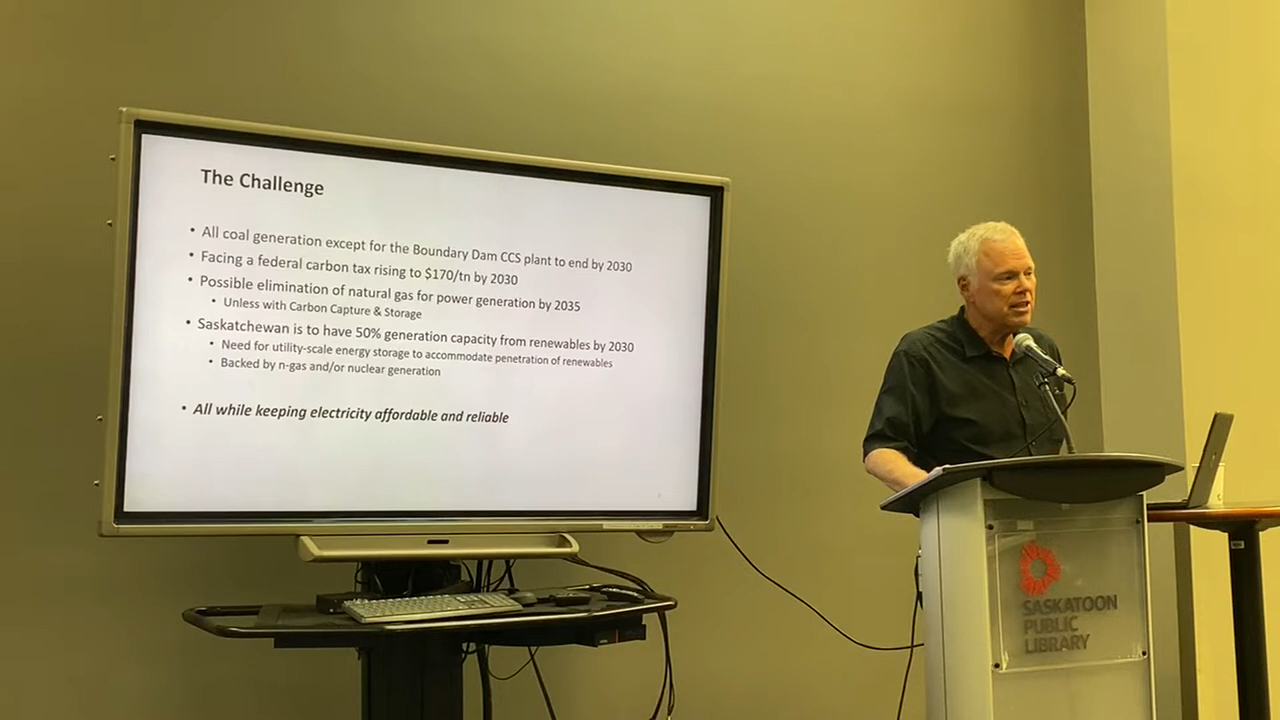 The Challenge
• All coal generation except for the Boundary Dam CCS plant to end by 2030
• Facing a federal carbon tax rising to $170/tn by 2030
• Possible elimination of natural gas for power generation by 2035
• Unless with Carbon Capture & Storage
• Saskatchewan is to have 50% generation capacity from renewables by 2030
• Need for utility-scale energy storage to accommodate penetration of renewables
• Backed by n-gas and/or nuclear generation
• All while keeping electricity affordable and reliable
SASKATOON
PUBLIC
LIBRARY